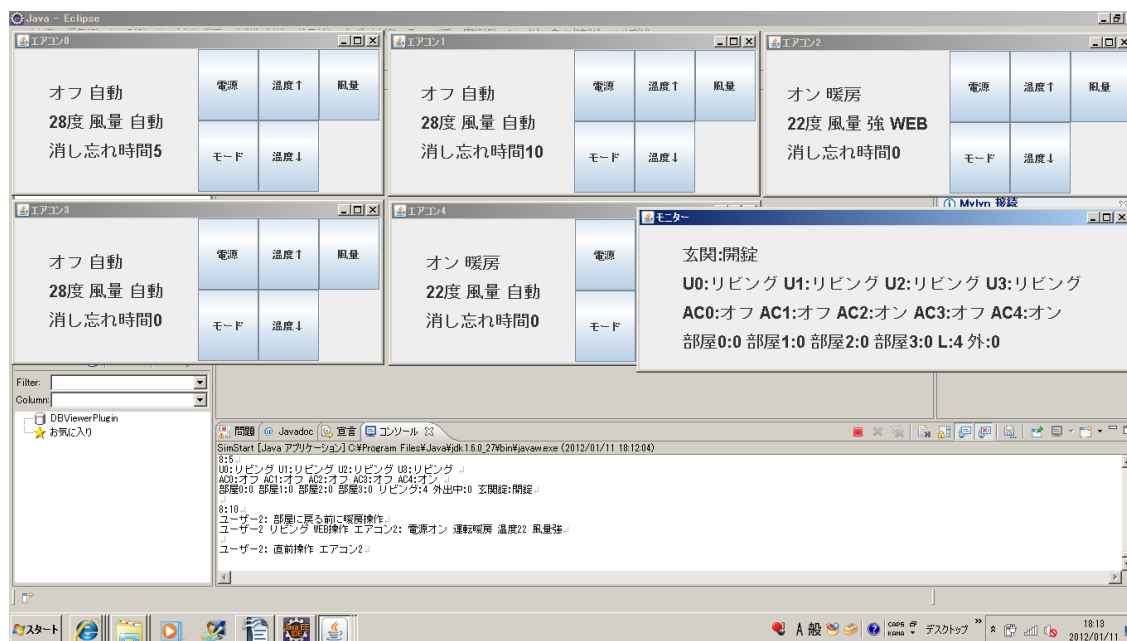 Java - Eclipse
エアコン0
オフ 自動
28度 風量 自動
消し忘れ時間5
電源
温度↑
風量
モード
温度↓
エアコン1
オフ 自動
28度 風量 自動
消し忘れ時間10
電源
温度↑
風量
モード
温度↓
エアコン2
オン 暖房
22度 風量 強 WEB
消し忘れ時間0
電源
温度↑
風量
モード
温度↓
エアコン3
オフ 自動
28度 風量 自動
消し忘れ時間0
電源
温度↑
風量
モード
温度↓
エアコン4
オン 暖房
22度 風量 自動
消し忘れ時間0
電源
モード
Mylyn 接続
モニター
玄関:開錠
U0:リビング U1:リビング U2:リビング U3:リビング
AC0:オフ AC1:オフ AC2:オン AC3:オフ AC4:オン
部屋0:0 部屋1:0 部屋2:0 部屋3:0 L:4 外:0
Filter:
Column:
DBViewerPlugin
お気に入り
問題 @ Javadoc 宣言 コンソール
SimStart [Java アプリケーション] C:¥Program Files¥Java¥jdk1.6.0_27¥bin¥javaw.exe (2012/01/11 18:12:04)
8:5
U0:リビング U1:リビング U2:リビング U3:リビング
AC0:オフ AC1:オフ AC2:オフ AC3:オフ AC4:オン
部屋0:0 部屋1:0 部屋2:0 部屋3:0 リビング:4 外出中:0 玄関錠:開錠
8:10
ユーザー2: 部屋に戻る前に暖房操作
ユーザー2 リビング WEB操作 エアコン2: 電源オン 運転暖房 温度22 風量強
ユーザー2: 直前操作 エアコン2
スタート
A 般
CAPS
KANA
デスクトップ
18:13
2012/01/11